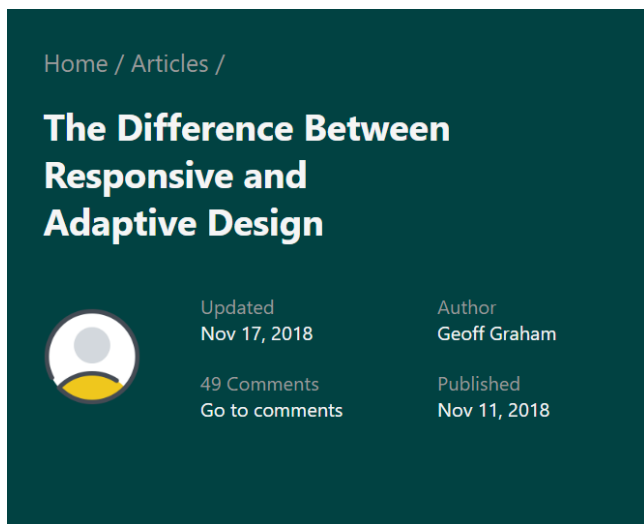 Home / Articles /
The Difference Between
Responsive and
Adaptive Design
Updated
Nov 17, 2018
Author
Geoff Graham
49 Comments
Go to comments
Published
Nov 11, 2018